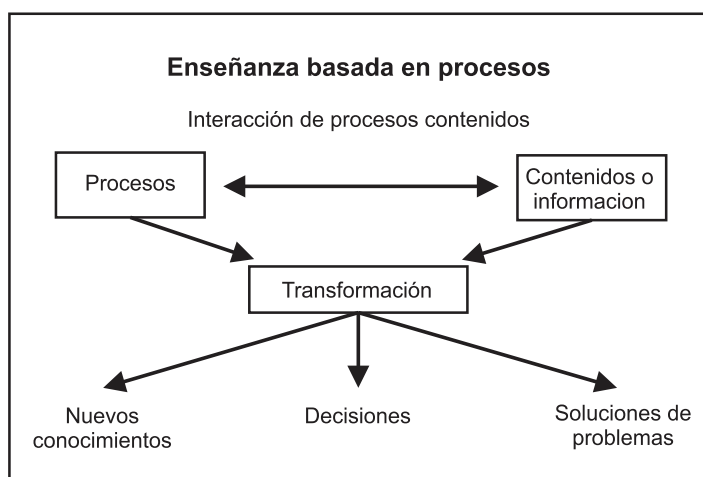 Enseñanza basada en procesos
Interacción de procesos contenidos
Procesos
Contenidos o
informacion
Transformación
Nuevos
conocimientos
Decisiones
Soluciones de
problemas